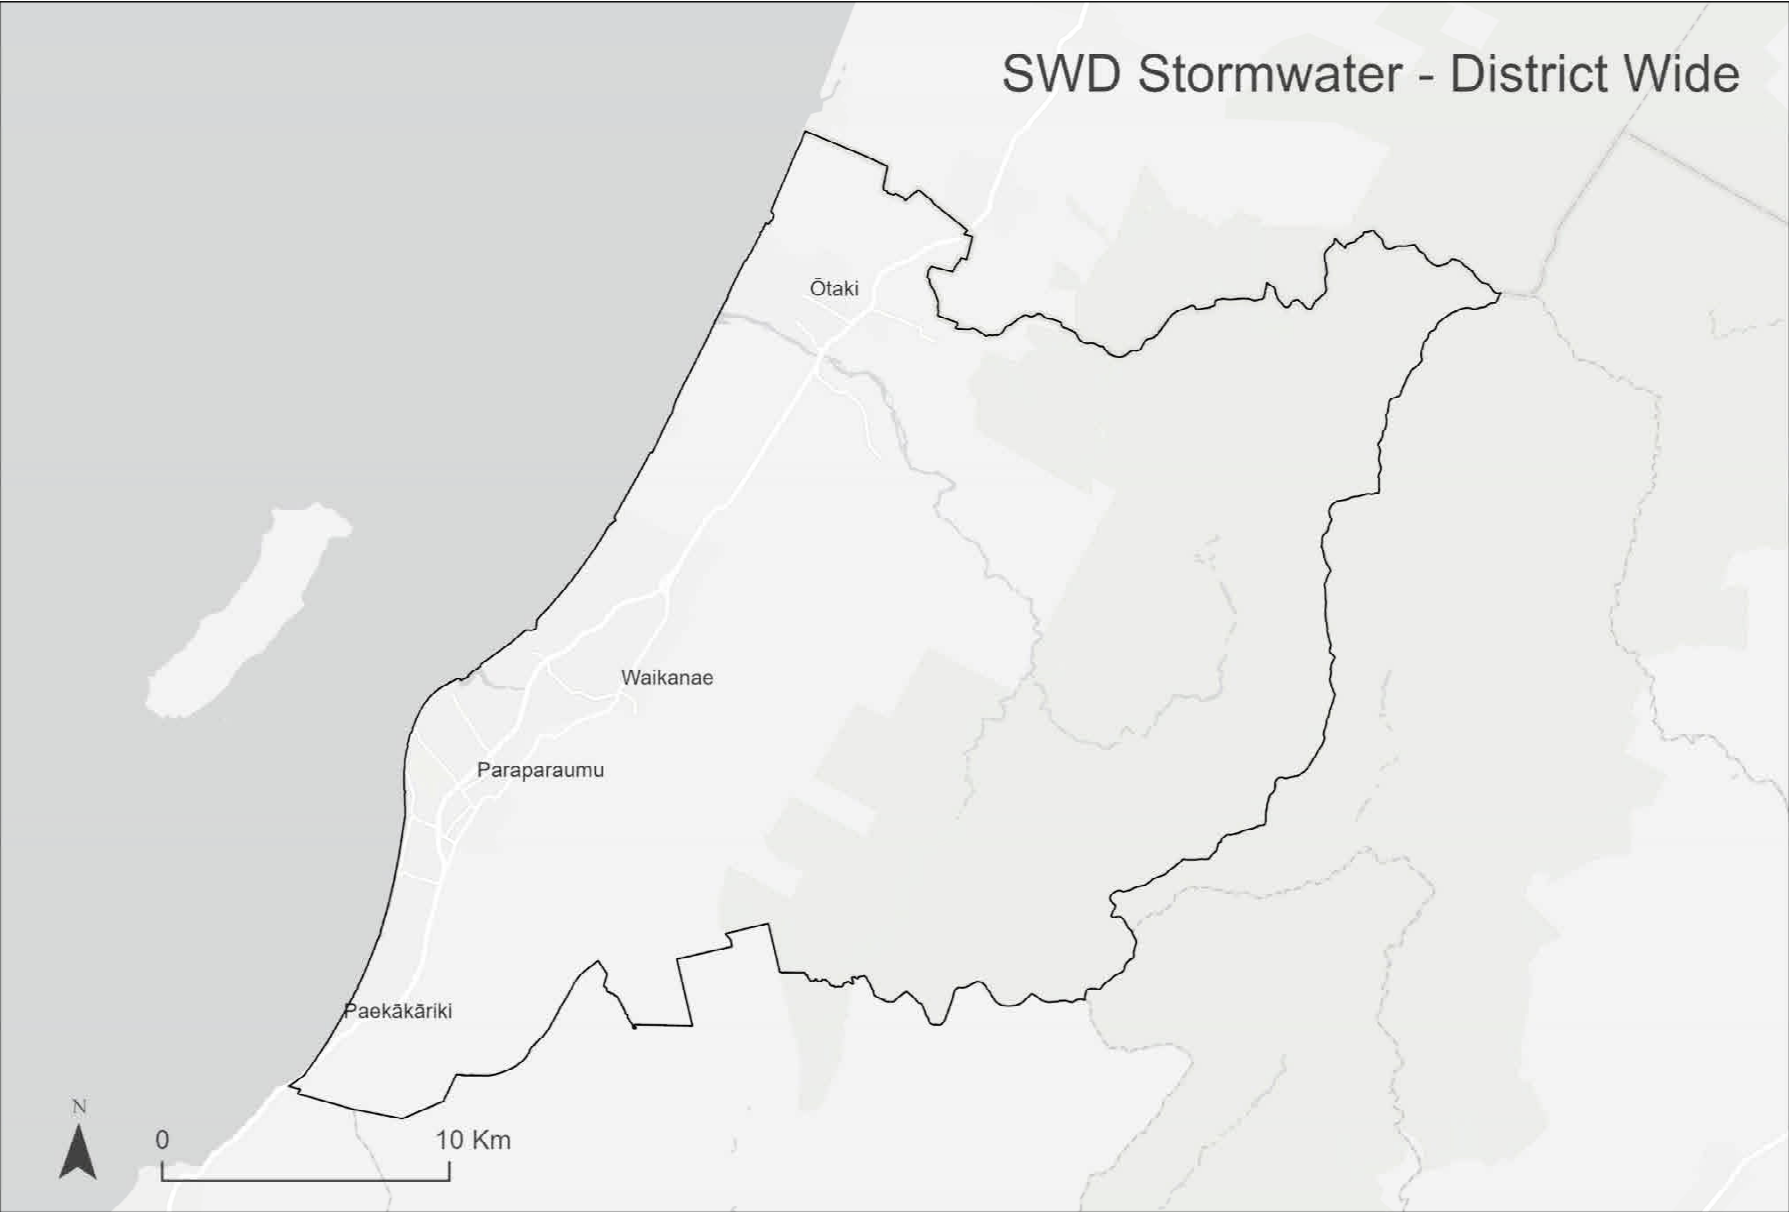 SWD Stormwater - District Wide
Ōtaki
Waikanae
Paraparaumu
Paekākāriki
N
0 10 Km